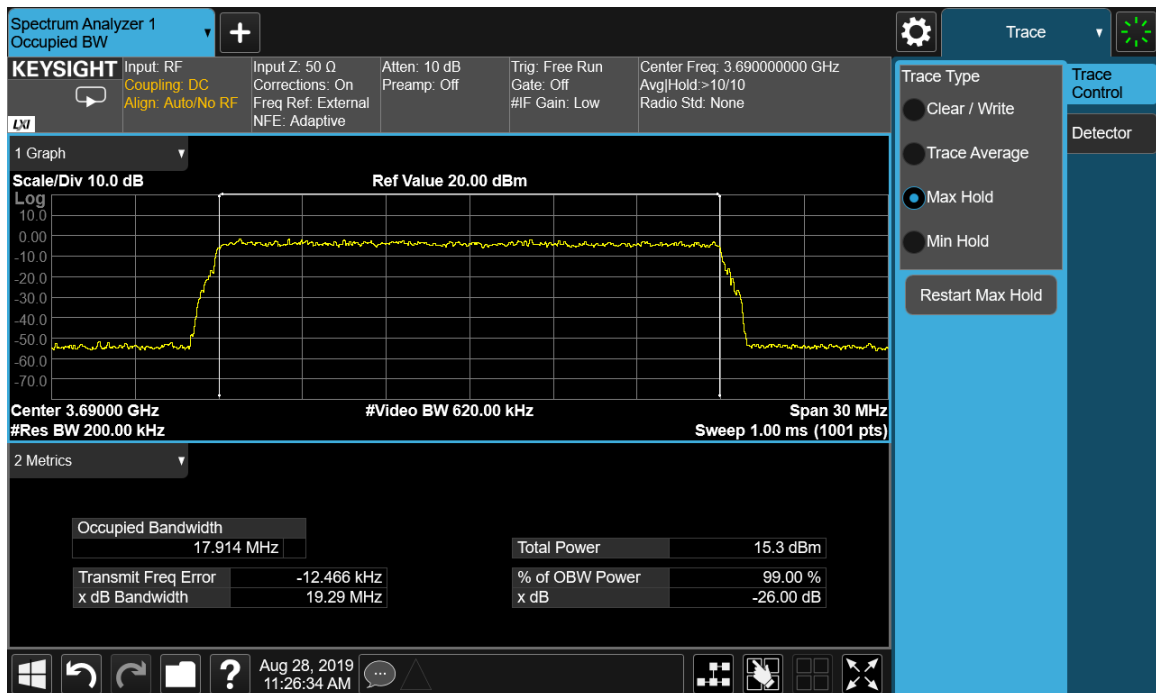 Spectrum Analyzer 1
Occupied BW
+
Trace
KEYSIGHT
LXI
Input: RF
Coupling: DC
Align: Auto/No RF
Input Z: 50 Ω
Corrections: On
Freq Ref: External
NFE: Adaptive
Atten: 10 dB
Preamp: Off
Trig: Free Run
Gate: Off
#IF Gain: Low
Center Freq: 3.690000000 GHz
Avg|Hold:>10/10
Radio Std: None
1 Graph
Scale/Div 10.0 dB
Ref Value 20.00 dBm
Log
10.0
0.00
-10.0
-20.0
-30.0
-40.0
-50.0
-60.0
-70.0
Center 3.69000 GHz
#Video BW 620.00 kHz
Span 30 MHz
#Res BW 200.00 kHz
Sweep 1.00 ms (1001 pts)
2 Metrics
Occupied Bandwidth
17.914 MHz
Transmit Freq Error -12.466 kHz
x dB Bandwidth 19.29 MHz
Total Power 15.3 dBm
% of OBW Power 99.00 %
x dB -26.00 dB
Trace Type
Clear / Write
Trace Average
Max Hold
Min Hold
Restart Max Hold
Trace
Control
Detector
?
Aug 28, 2019
11:26:34 AM